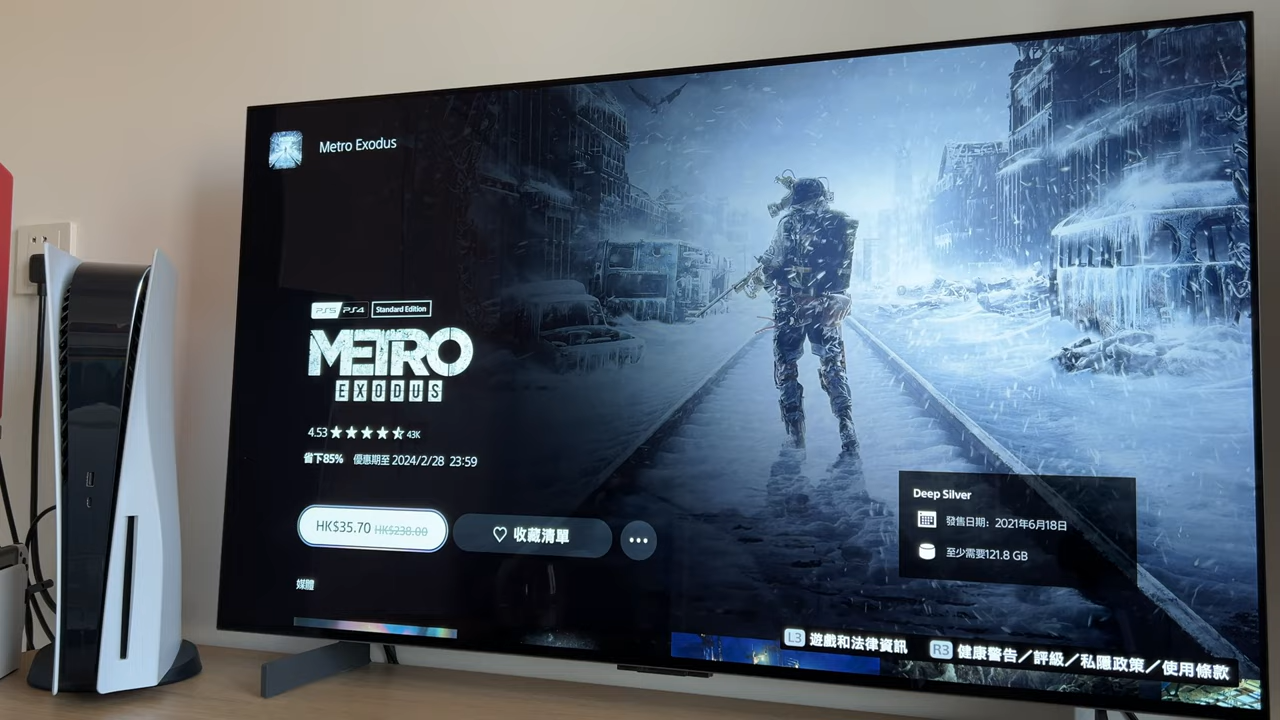 Metro Exodus
PS5 PS4 Standard Edition
METRO
EXODUS
4.53 43K
省下85% 優惠期至 2024/2/28 23:59
HK$35.70 HK$238.00
收藏清單
媒體
Deep Silver
發售日期：2021年6月18日
至少需要121.8 GB
L3 遊戲和法律資訊 R3 健康警告／評級／私隱政策／使用條款